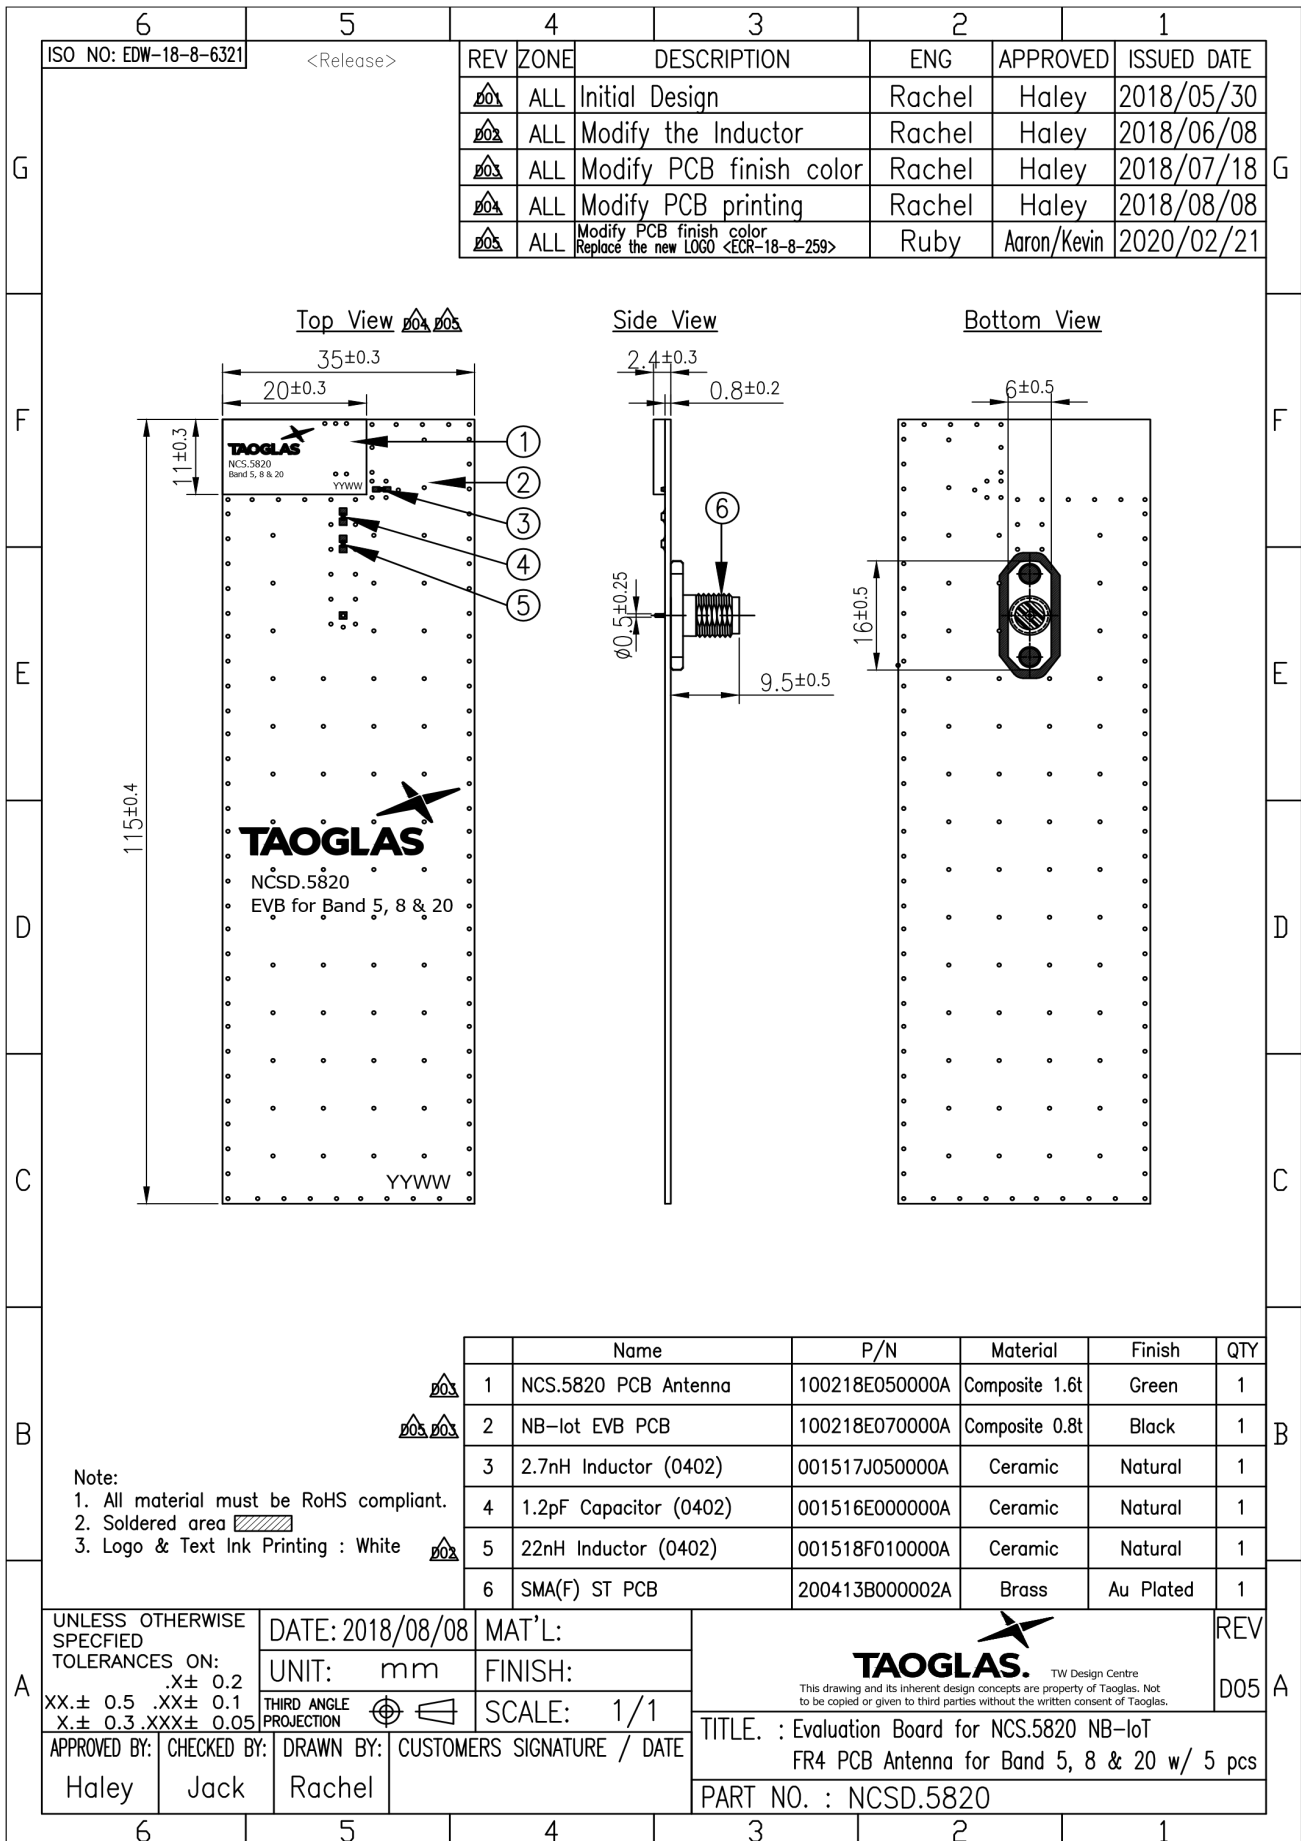 6 5 4 3 2 1
ISO NO: EDW-18-8-6321
<Release>
REV ZONE DESCRIPTION ENG APPROVED ISSUED DATE
D01 ALL Initial Design Rachel Haley 2018/05/30
D02 ALL Modify the Inductor Rachel Haley 2018/06/08
D03 ALL Modify PCB finish color Rachel Haley 2018/07/18
D04 ALL Modify PCB printing Rachel Haley 2018/08/08
D05 ALL Modify PCB finish color
Replace the new LOGO <ECR-18-8-259> Ruby Aaron/Kevin 2020/02/21
G G
Top View D04 D05
Side View
Bottom View
35±0.3
20±0.3
11±0.3
115±0.4
2.4±0.3
0.8±0.2
6±0.5
F F
TAOGLAS
NCS.5820
Band 5, 8 & 20
YYWW
1
2
3
4
5
6
ø0.5±0.25
9.5±0.5
16±0.5
E E
TAOGLAS
NCSD.5820
EVB for Band 5, 8 & 20
D D
YYWW
C C
Name P/N Material Finish QTY
D03 1 NCS.5820 PCB Antenna 100218E050000A Composite 1.6t Green 1
D05 D03 2 NB-Iot EVB PCB 100218E070000A Composite 0.8t Black 1
3 2.7nH Inductor (0402) 001517J050000A Ceramic Natural 1
4 1.2pF Capacitor (0402) 001516E000000A Ceramic Natural 1
D02 5 22nH Inductor (0402) 001518F010000A Ceramic Natural 1
6 SMA(F) ST PCB 200413B000002A Brass Au Plated 1
B B
Note:
1. All material must be RoHS compliant.
2. Soldered area
3. Logo & Text Ink Printing : White
UNLESS OTHERWISE
SPECFIED
TOLERANCES ON:
.X± 0.2
XX.± 0.5 .XX± 0.1
X.± 0.3 .XXX± 0.05
DATE: 2018/08/08
UNIT: mm
THIRD ANGLE
PROJECTION
MAT'L:
FINISH:
SCALE: 1/1
TAOGLAS.
TW Design Centre
This drawing and its inherent design concepts are property of Taoglas. Not
to be copied or given to third parties without the written consent of Taoglas.
REV
D05
A A
APPROVED BY: CHECKED BY: DRAWN BY: CUSTOMERS SIGNATURE / DATE
Haley Jack Rachel
TITLE. : Evaluation Board for NCS.5820 NB-IoT
FR4 PCB Antenna for Band 5, 8 & 20 w/ 5 pcs
PART NO. : NCSD.5820
6 5 4 3 2 1